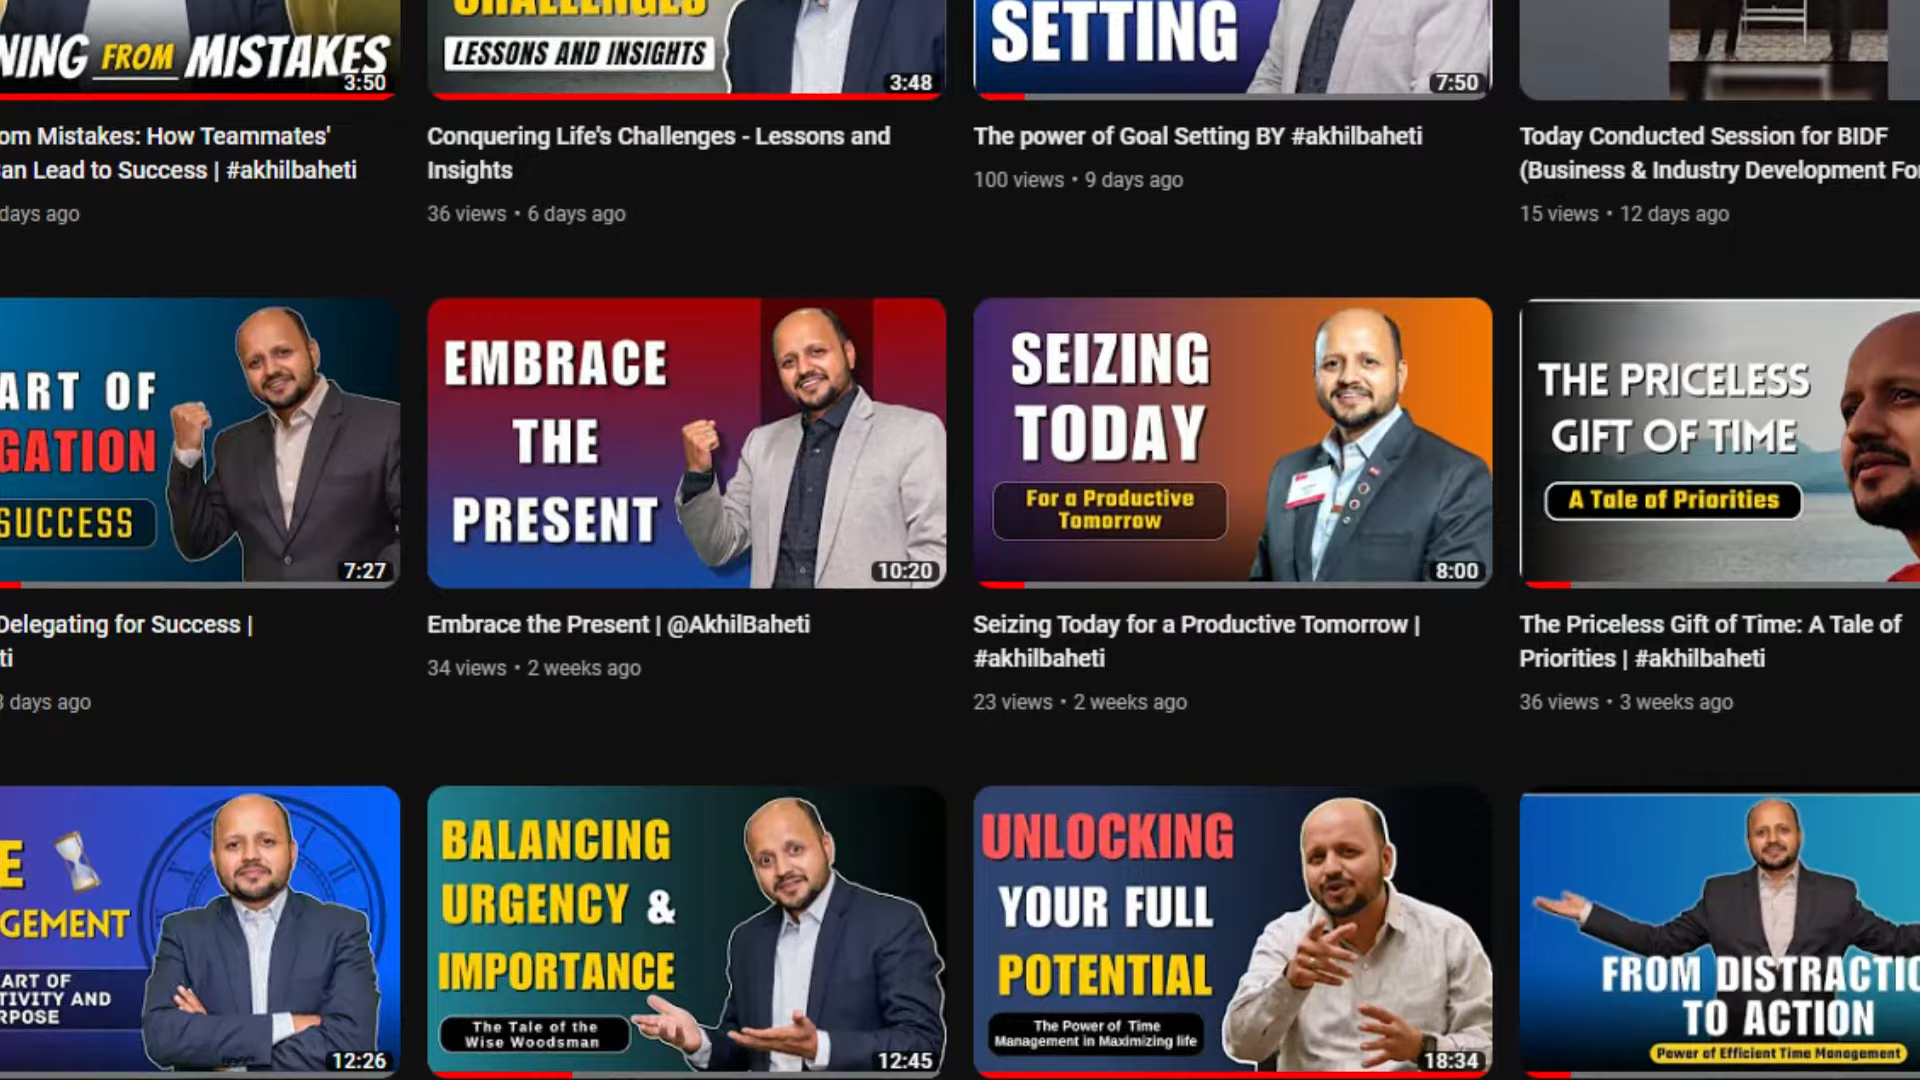 NING FROM MISTAKES
3:50
CHALLENGES
LESSONS AND INSIGHTS
3:48
SETTING
7:50
om Mistakes: How Teammates'
an Lead to Success | #akhilbaheti
days ago
Conquering Life's Challenges - Lessons and
Insights
36 views • 6 days ago
The power of Goal Setting BY #akhilbaheti
100 views • 9 days ago
Today Conducted Session for BIDF
(Business & Industry Development Fo
15 views • 12 days ago
ART OF
GATION
SUCCESS
7:27
EMBRACE
THE
PRESENT
10:20
SEIZING
TODAY
For a Productive
Tomorrow
8:00
THE PRICELESS
GIFT OF TIME
A Tale of Priorities
Delegating for Success |
ti
days ago
Embrace the Present | @AkhilBaheti
34 views • 2 weeks ago
Seizing Today for a Productive Tomorrow |
#akhilbaheti
23 views • 2 weeks ago
The Priceless Gift of Time: A Tale of
Priorities | #akhilbaheti
36 views • 3 weeks ago
E
GEMENT
ART OF
TIVITY AND
RPOSE
12:26
BALANCING
URGENCY &
IMPORTANCE
The Tale of the
Wise Woodsman
12:45
UNLOCKING
YOUR FULL
POTENTIAL
The Power of Time
Management in Maximizing life
18:34
FROM DISTRACTIO
TO ACTION
Power of Efficient Time Management